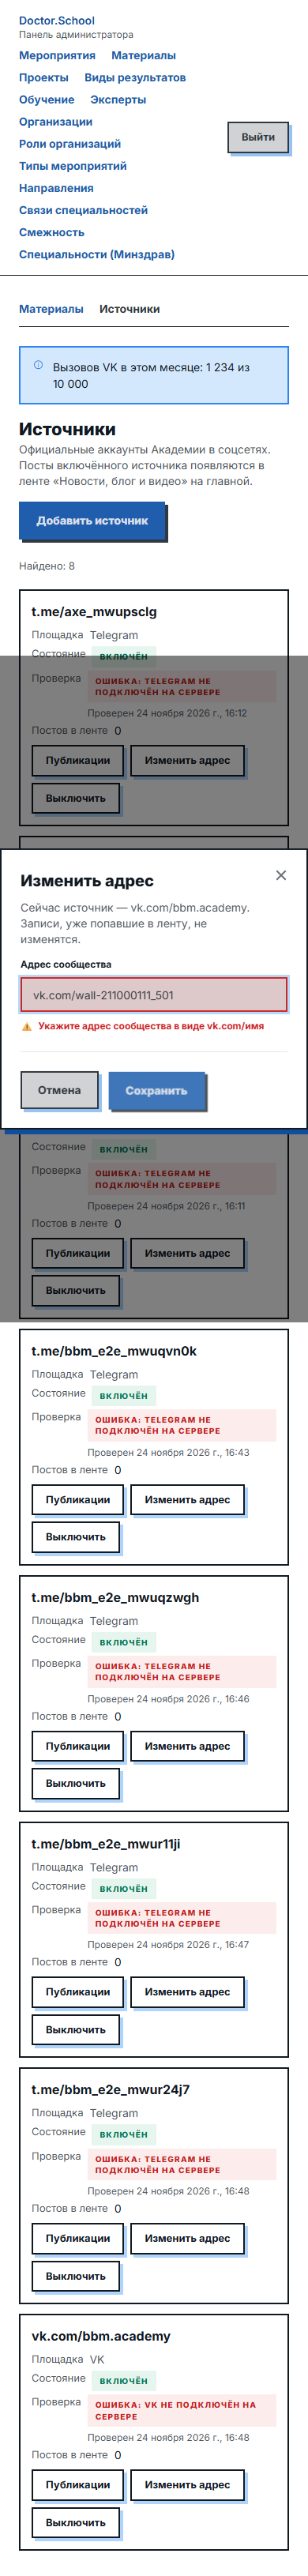 Doctor.School
Панель администратора
Мероприятия Материалы
Проекты Виды результатов
Обучение Эксперты
Организации
Роли организаций
Типы мероприятий
Направления
Связи специальностей
Смежность
Специальности (Минздрав)
Выйти
Материалы Источники
Вызовов VK в этом месяце: 1 234 из
10 000
Источники
Официальные аккаунты Академии в соцсетях.
Посты включённого источника появляются в
ленте «Новости, блог и видео» на главной.
Добавить источник
Найдено: 8
t.me/axe_mwupsclg
Площадка Telegram
Состояние ВКЛЮЧЁН
Проверка ОШИБКА: TELEGRAM НЕ
ПОДКЛЮЧЁН НА СЕРВЕРЕ
Проверен 24 ноября 2026 г., 16:12
Постов в ленте 0
Публикации Изменить адрес
Выключить
Изменить адрес
Сейчас источник — vk.com/bbm.academy.
Записи, уже попавшие в ленту, не
изменятся.
Адрес сообщества
vk.com/wall-211000111_501
Укажите адрес сообщества в виде vk.com/имя
Отмена Сохранить
Состояние ВКЛЮЧЁН
Проверка ОШИБКА: TELEGRAM НЕ
ПОДКЛЮЧЁН НА СЕРВЕРЕ
Проверен 24 ноября 2026 г., 16:11
Постов в ленте 0
Публикации Изменить адрес
Выключить
t.me/bbm_e2e_mwuqvn0k
Площадка Telegram
Состояние ВКЛЮЧЁН
Проверка ОШИБКА: TELEGRAM НЕ
ПОДКЛЮЧЁН НА СЕРВЕРЕ
Проверен 24 ноября 2026 г., 16:43
Постов в ленте 0
Публикации Изменить адрес
Выключить
t.me/bbm_e2e_mwuqzwgh
Площадка Telegram
Состояние ВКЛЮЧЁН
Проверка ОШИБКА: TELEGRAM НЕ
ПОДКЛЮЧЁН НА СЕРВЕРЕ
Проверен 24 ноября 2026 г., 16:46
Постов в ленте 0
Публикации Изменить адрес
Выключить
t.me/bbm_e2e_mwur11ji
Площадка Telegram
Состояние ВКЛЮЧЁН
Проверка ОШИБКА: TELEGRAM НЕ
ПОДКЛЮЧЁН НА СЕРВЕРЕ
Проверен 24 ноября 2026 г., 16:47
Постов в ленте 0
Публикации Изменить адрес
Выключить
t.me/bbm_e2e_mwur24j7
Площадка Telegram
Состояние ВКЛЮЧЁН
Проверка ОШИБКА: TELEGRAM НЕ
ПОДКЛЮЧЁН НА СЕРВЕРЕ
Проверен 24 ноября 2026 г., 16:48
Постов в ленте 0
Публикации Изменить адрес
Выключить
vk.com/bbm.academy
Площадка VK
Состояние ВКЛЮЧЁН
Проверка ОШИБКА: VK НЕ ПОДКЛЮЧЁН НА
СЕРВЕРЕ
Проверен 24 ноября 2026 г., 16:48
Постов в ленте 0
Публикации Изменить адрес
Выключить